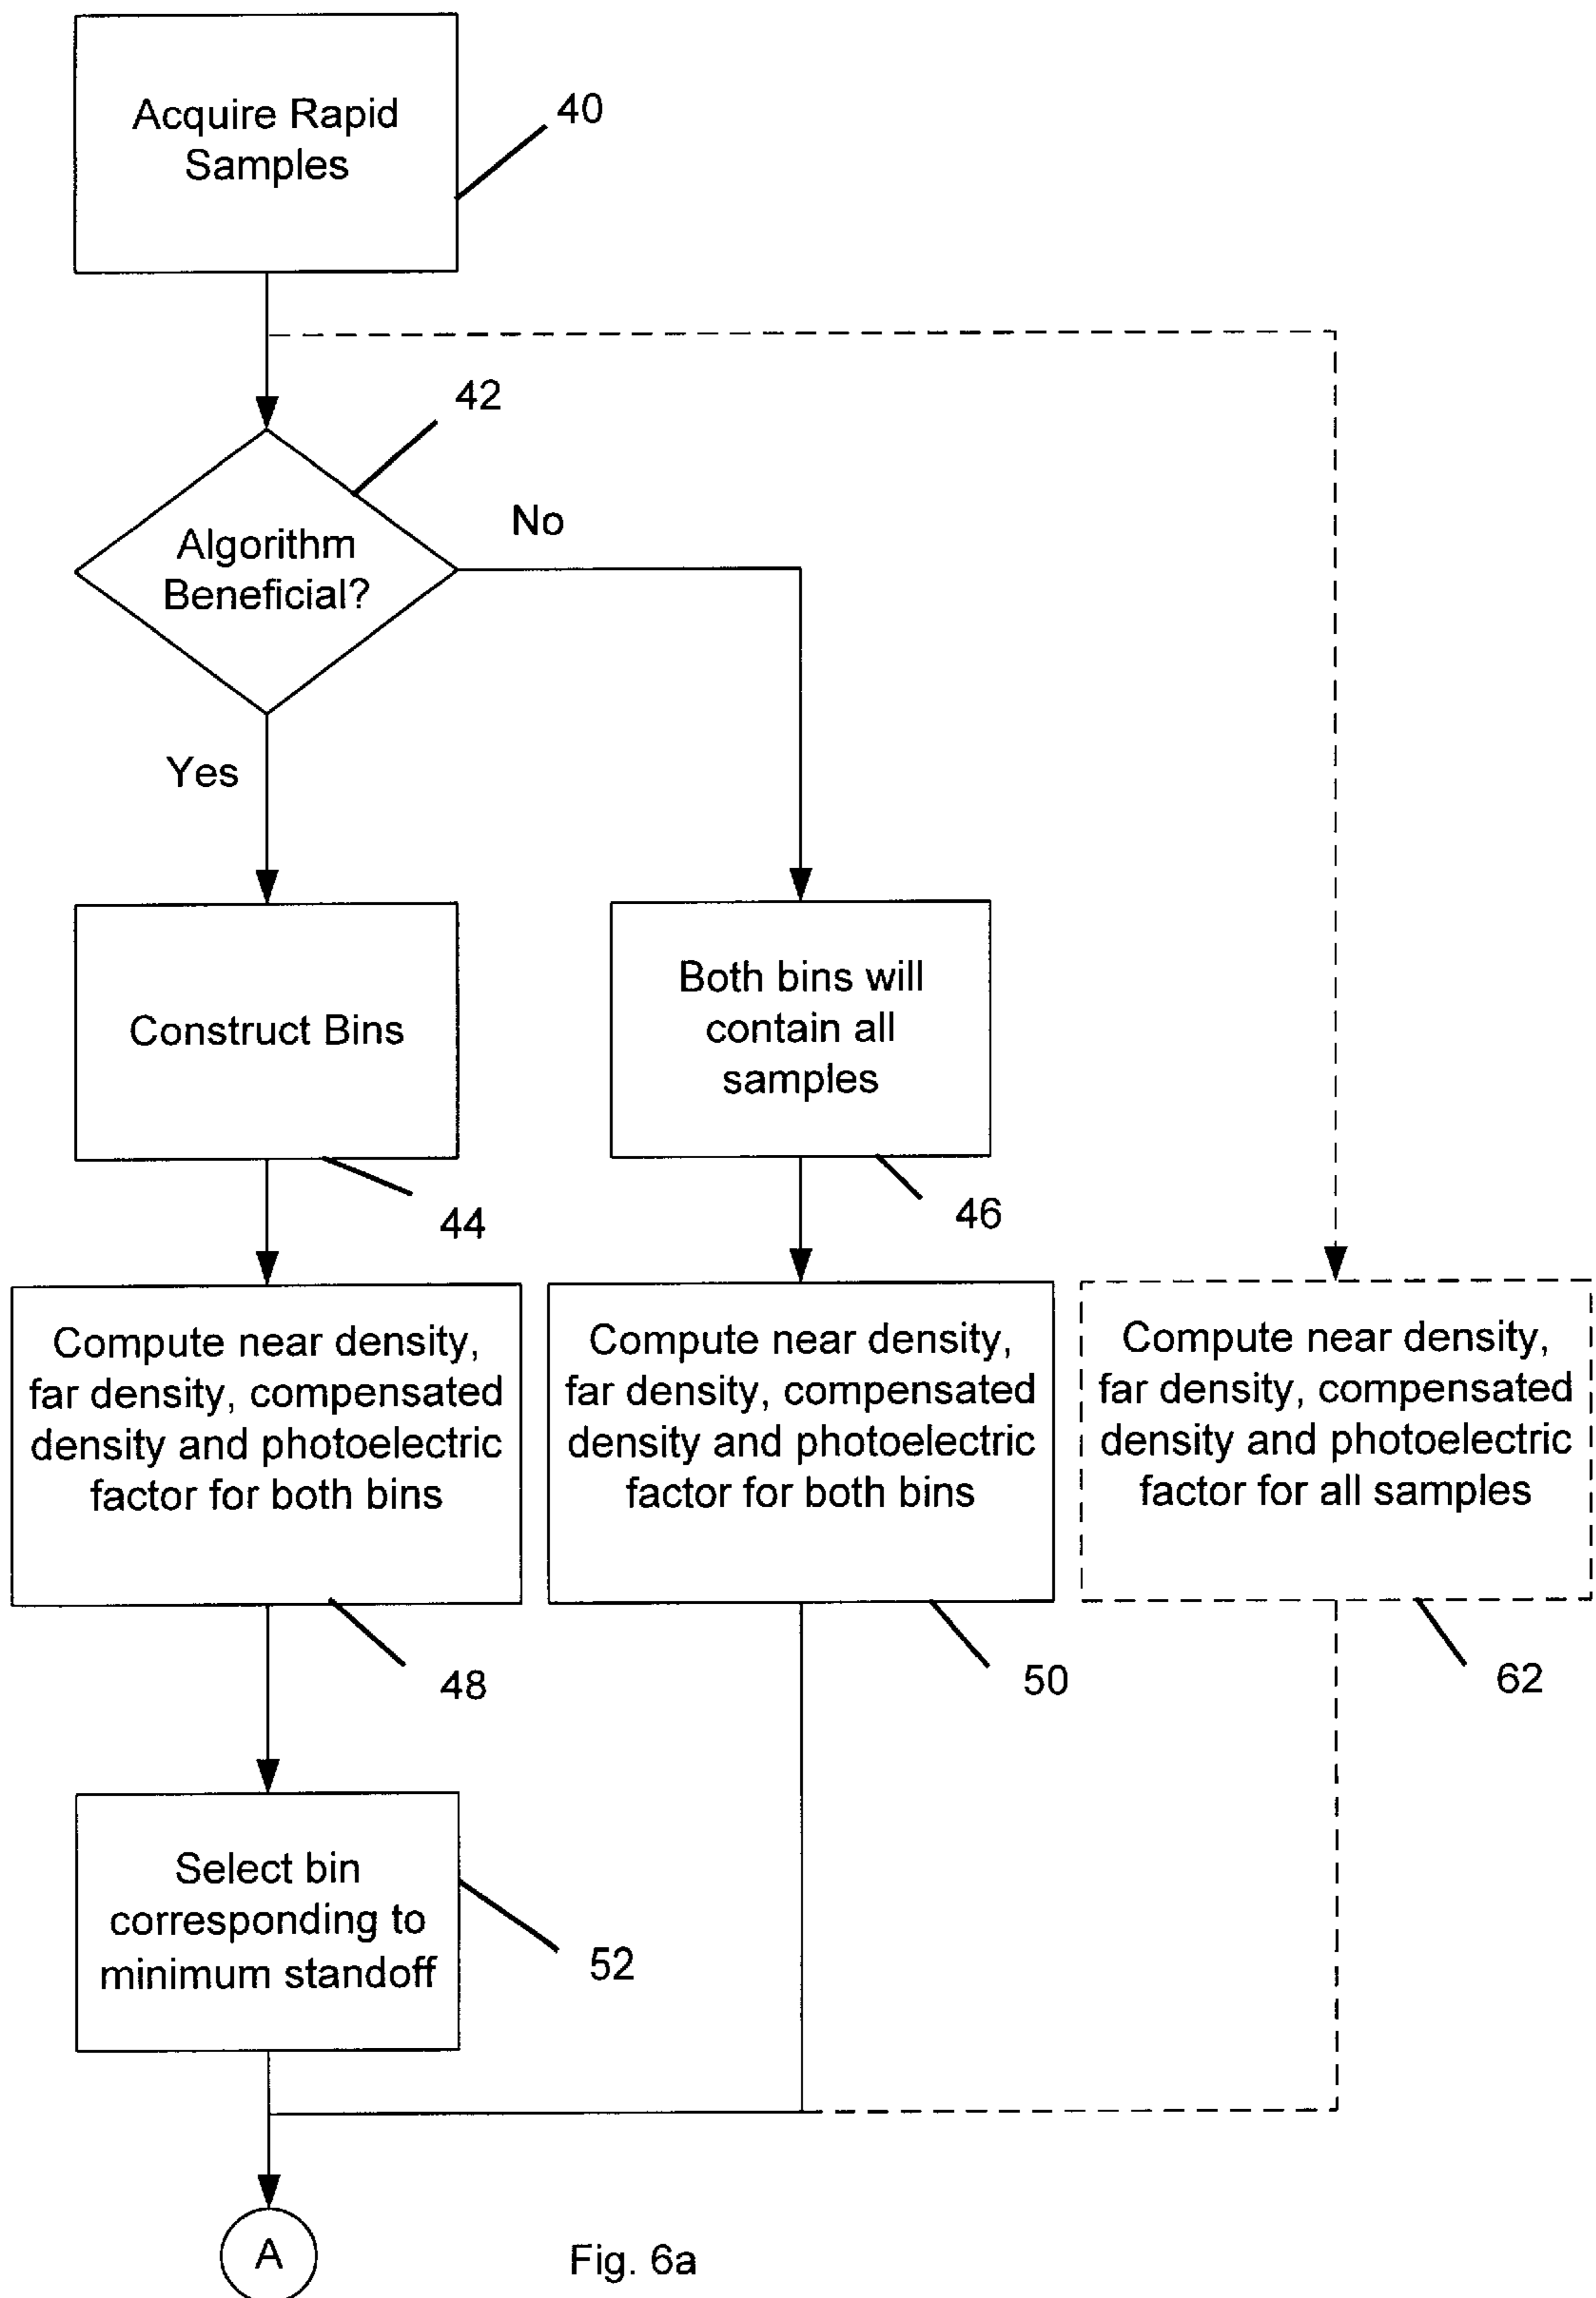 Acquire Rapid
Samples
40
42
Algorithm
Beneficial?
No
Yes
Construct Bins
44
Both bins will
contain all
samples
46
Compute near density,
far density, compensated
density and photoelectric
factor for both bins
48
Compute near density,
far density, compensated
density and photoelectric
factor for both bins
50
Compute near density,
far density, compensated
density and photoelectric
factor for all samples
62
Select bin
corresponding to
minimum standoff
52
A
Fig. 6a